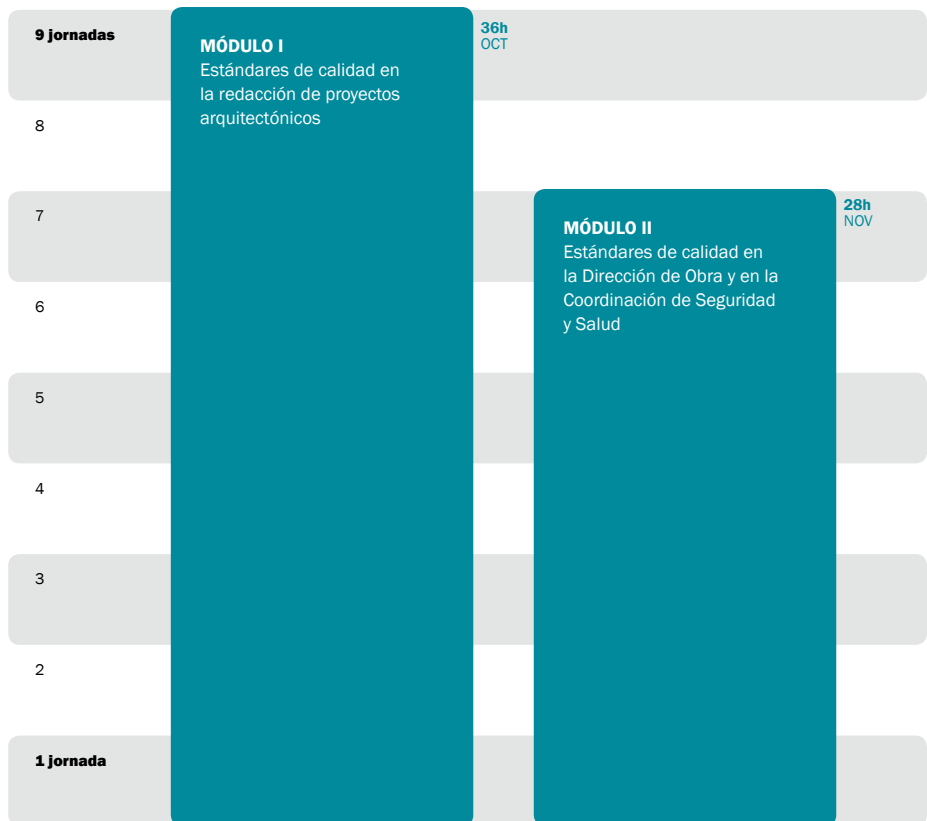 9 jornadas
MÓDULO I
Estándares de calidad en
la redacción de proyectos
arquitectónicos
36h
OCT
8
7
MÓDULO II
Estándares de calidad en
la Dirección de Obra y en la
Coordinación de Seguridad
y Salud
28h
NOV
6
5
4
3
2
1 jornada